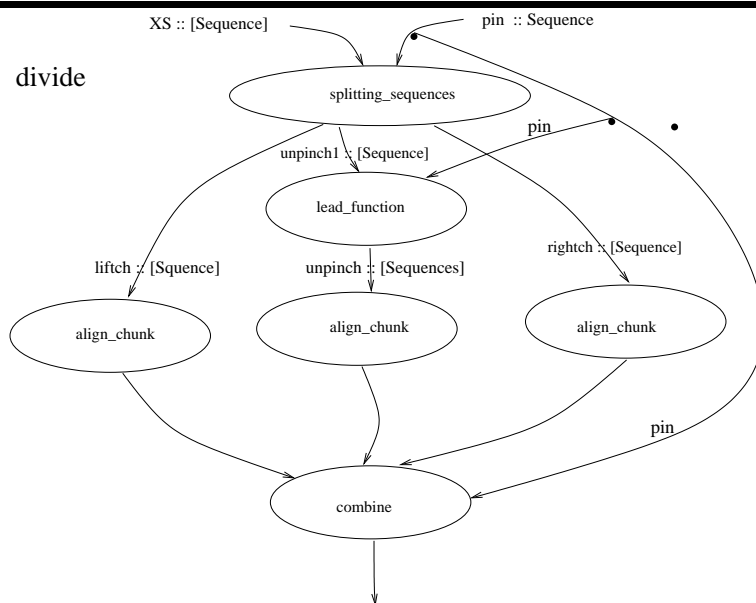 XS :: [Sequence]
pin :: Sequence
divide
splitting_sequences
pin
unpinch1 :: [Sequence]
lead_function
liftch :: [Squence]
unpinch :: [Sequences]
rightch :: [Sequence]
align_chunk
align_chunk
align_chunk
pin
combine